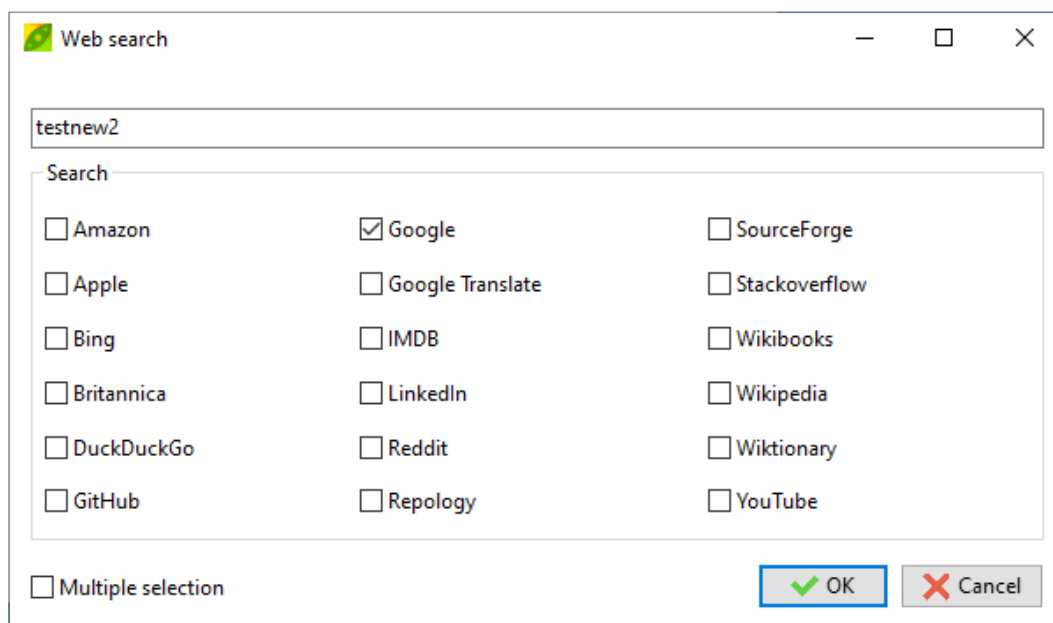 Web search
testnew2
Search
Amazon
Google
SourceForge
Apple
Google Translate
Stackoverflow
Bing
IMDB
Wikibooks
Britannica
LinkedIn
Wikipedia
DuckDuckGo
Reddit
Wiktionary
GitHub
Repology
YouTube
Multiple selection
OK
Cancel